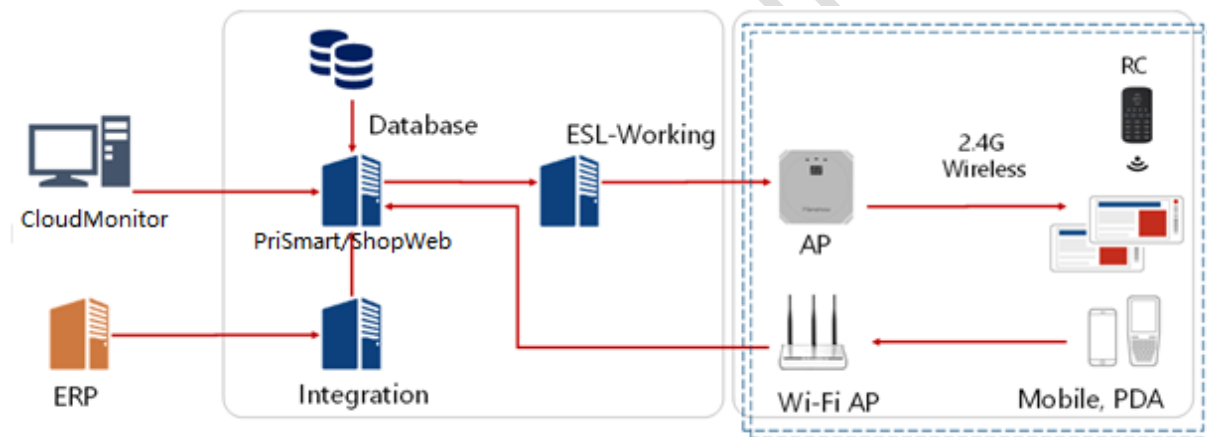 RC
Database
ESL-Working
2.4G
Wireless
CloudMonitor
PriSmart/ShopWeb
AP
ERP
Integration
Wi-Fi AP
Mobile, PDA